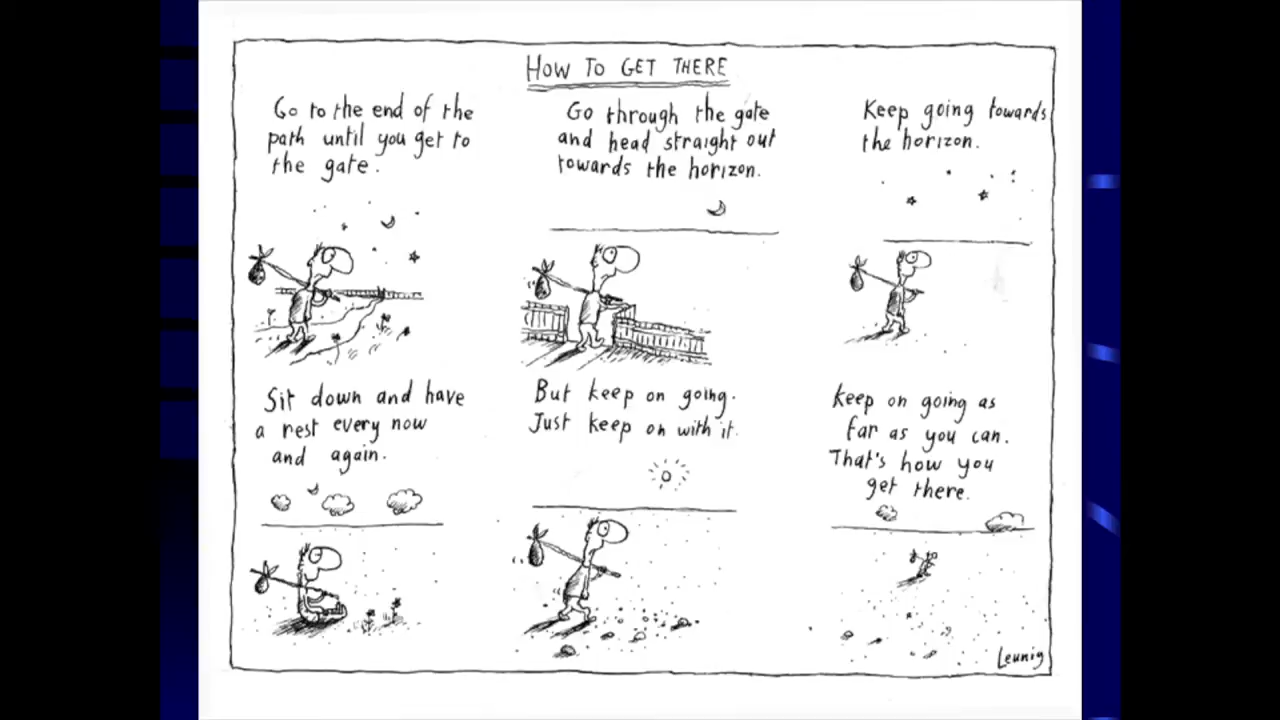 HOW TO GET THERE
Go to the end of the
path until you get to
the gate.
Go through the gate
and head straight out
towards the horizon.
Keep going towards
the horizon.
Sit down and have
a rest every now
and again.
But keep on going.
Just keep on with it.
Keep on going as
far as you can.
That's how you
get there.
Leunig